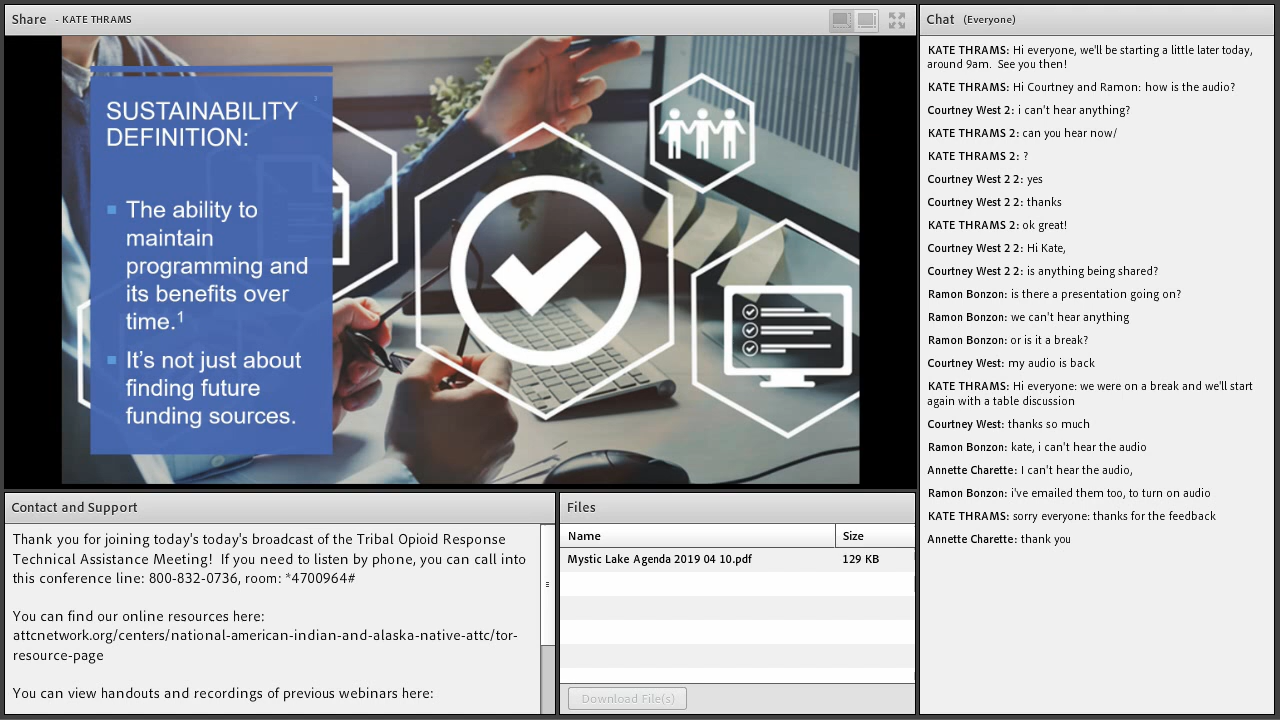 Share - KATE THRAMS
SUSTAINABILITY
DEFINITION:
The ability to
maintain
programming and
its benefits over
time.¹
It's not just about
finding future
funding sources.
Contact and Support
Thank you for joining today's today's broadcast of the Tribal Opioid Response
Technical Assistance Meeting!  If you need to listen by phone, you can call into
this conference line: 800-832-0736, room: *4700964#
You can find our online resources here:
attcnetwork.org/centers/national-american-indian-and-alaska-native-attc/tor-
resource-page
You can view handouts and recordings of previous webinars here:
Files
Name Size
Mystic Lake Agenda 2019 04 10.pdf 129 KB
Download File(s)
Chat (Everyone)
KATE THRAMS: Hi everyone, we'll be starting a little later today,
around 9am.  See you then!
KATE THRAMS: Hi Courtney and Ramon: how is the audio?
Courtney West 2: i can't hear anything?
KATE THRAMS 2: can you hear now/
KATE THRAMS 2: ?
Courtney West 2 2: yes
Courtney West 2 2: thanks
KATE THRAMS 2: ok great!
Courtney West 2 2: Hi Kate,
Courtney West 2 2: is anything being shared?
Ramon Bonzon: is there a presentation going on?
Ramon Bonzon: we can't hear anything
Ramon Bonzon: or is it a break?
Courtney West: my audio is back
KATE THRAMS: Hi everyone: we were on a break and we'll start
again with a table discussion
Courtney West: thanks so much
Ramon Bonzon: kate, i can't hear the audio
Annette Charette: I can't hear the audio,
Ramon Bonzon: i've emailed them too, to turn on audio
KATE THRAMS: sorry everyone: thanks for the feedback
Annette Charette: thank you